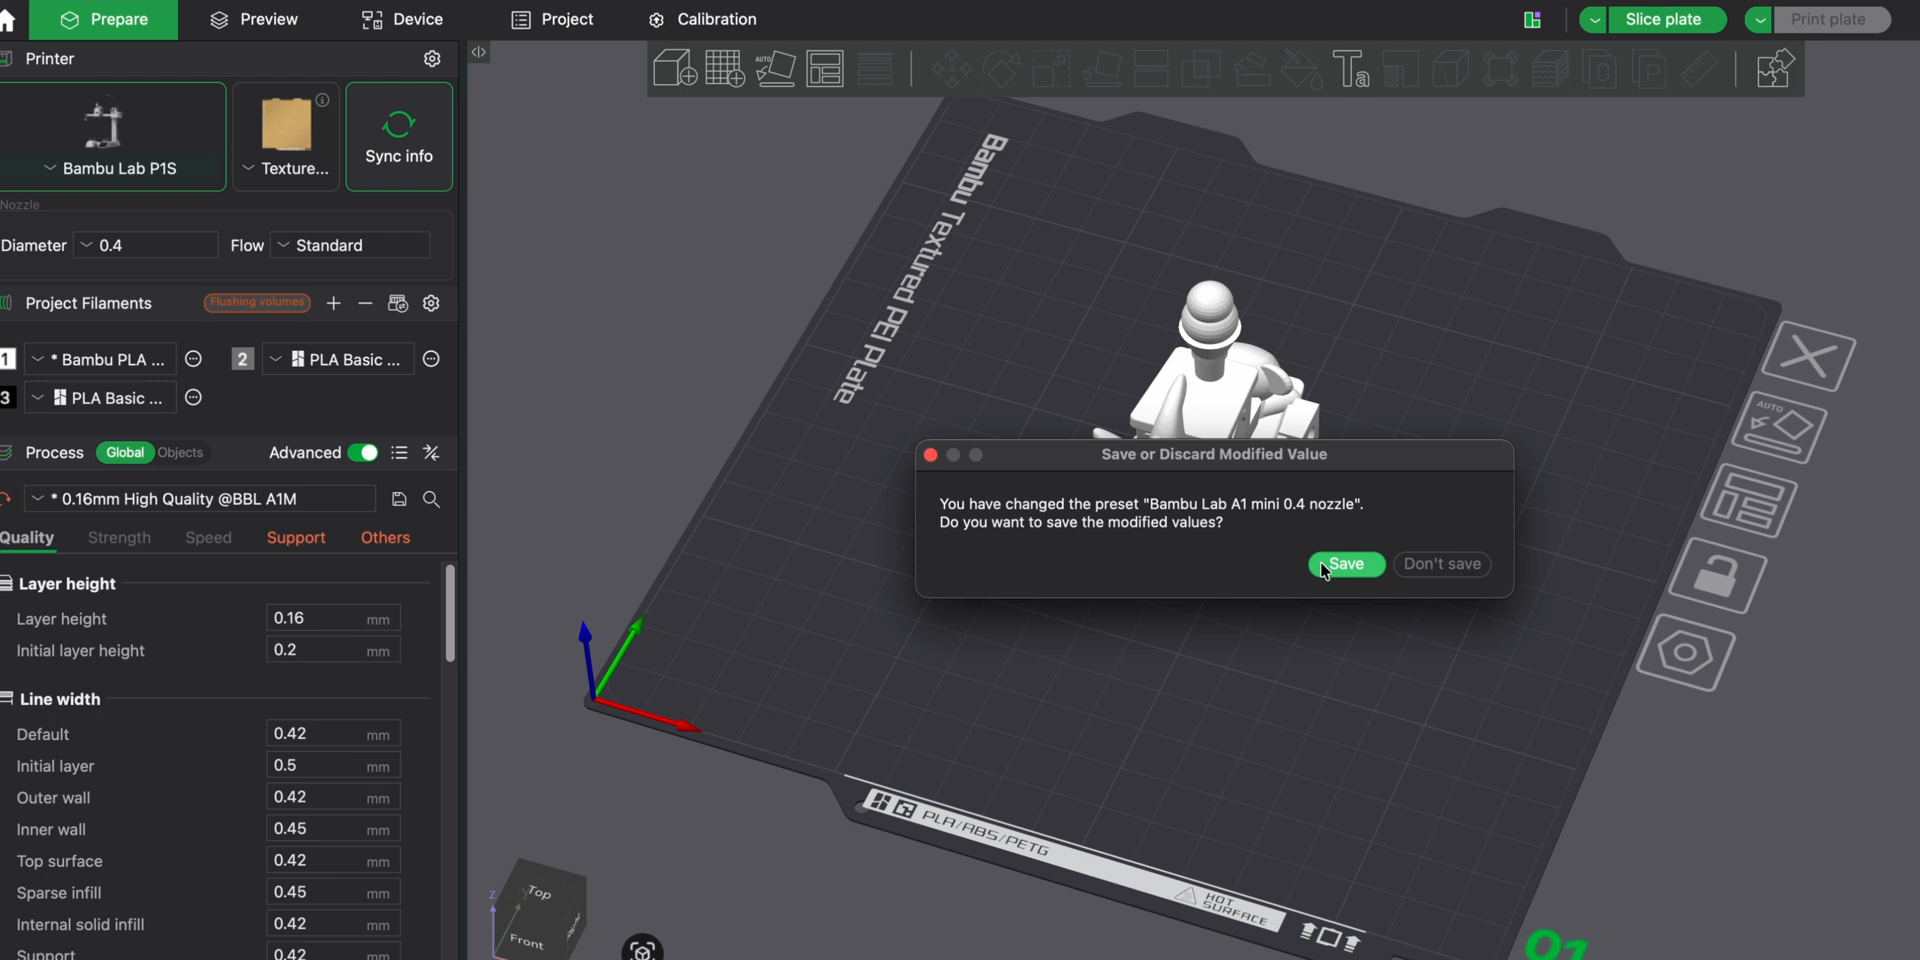 Prepare
Preview
Device
Project
Calibration
Slice plate
Print plate
Printer
Bambu Lab P1S
Texture...
Sync info
Nozzle
Diameter
0.4
Flow
Standard
Project Filaments
Flushing volumes
1
* Bambu PLA ...
2
PLA Basic ...
3
PLA Basic ...
Process
Global
Objects
Advanced
* 0.16mm High Quality @BBL A1M
Quality
Strength
Speed
Support
Others
Layer height
Layer height
0.16
mm
Initial layer height
0.2
mm
Line width
Default
0.42
mm
Initial layer
0.5
mm
Outer wall
0.42
mm
Inner wall
0.45
mm
Top surface
0.42
mm
Sparse infill
0.45
mm
Internal solid infill
0.42
mm
Support
0.42
mm
AUTO
Ta
Bambu Textured PEI Plate
Save or Discard Modified Value
You have changed the preset "Bambu Lab A1 mini 0.4 nozzle".
Do you want to save the modified values?
Save
Don't save
AUTO
PLA/ABS/PETG
HOT
SURFACE
01
z
y
Top
Front